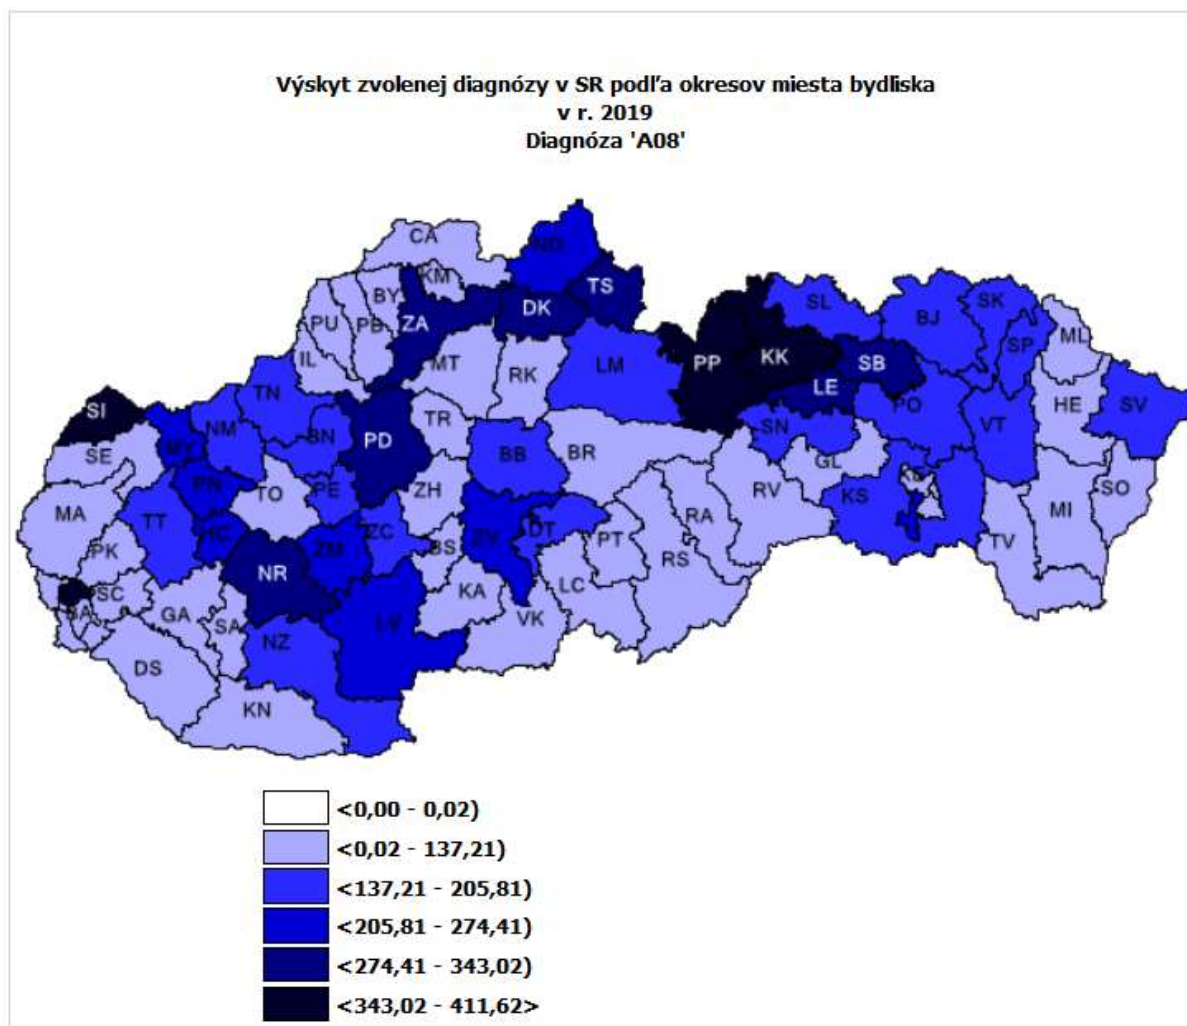 Výskyt zvolenej diagnózy v SR podľa okresov miesta bydliska
v r. 2019
Diagnóza 'A08'
CA
NO
KM
TS
BY
SL
SK
DK
PU
PB
ZA
BJ
ML
SP
IL
MT
RK
LM
PP
KK
SB
LE
TN
HE
SV
SI
NM
BN
PD
TR
SN
PO
VT
MY
SE
BB
BR
GL
PN
TO
PE
ZH
RV
KS
SO
MA
TT
HC
ZM
ZC
ZV
DT
PT
RA
MI
PK
BS
TV
NR
KA
LC
RS
SC
BA
GA
SA
NZ
LV
VK
DS
KN
<0,00 - 0,02)
<0,02 - 137,21)
<137,21 - 205,81)
<205,81 - 274,41)
<274,41 - 343,02)
<343,02 - 411,62>